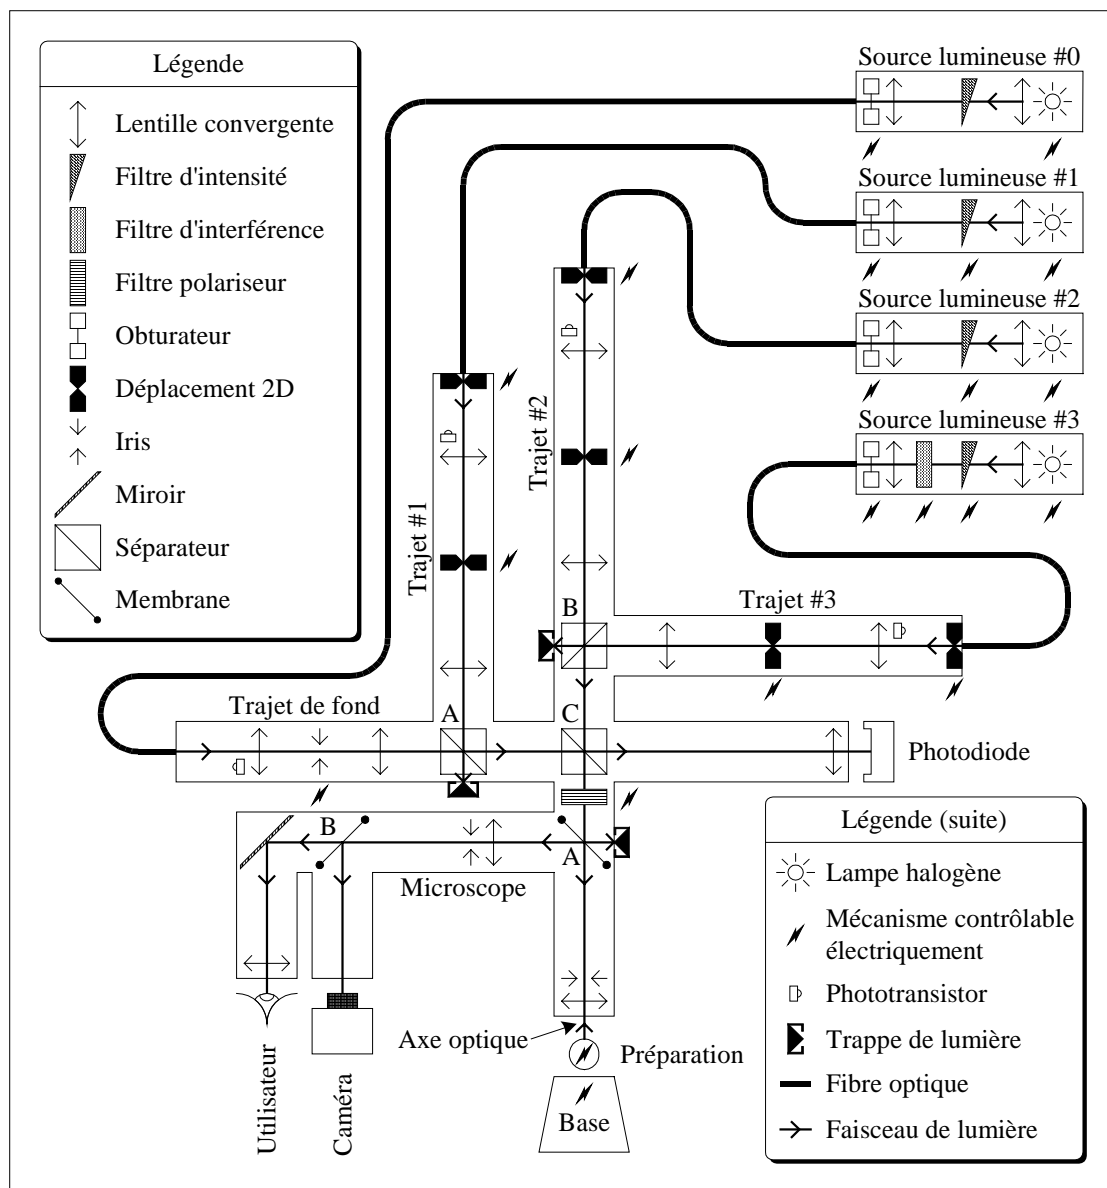 Légende
Lentille convergente
Filtre d'intensité
Filtre d'interférence
Filtre polariseur
Obturateur
Déplacement 2D
Iris
Miroir
Séparateur
Membrane
Source lumineuse #0
Source lumineuse #1
Source lumineuse #2
Source lumineuse #3
Trajet #1
Trajet #2
B
Trajet #3
Trajet de fond
A
C
Photodiode
B
A
Microscope
Axe optique
Préparation
Base
Utilisateur
Caméra
Légende (suite)
Lampe halogène
Mécanisme contrôlable
électriquement
Phototransistor
Trappe de lumière
Fibre optique
Faisceau de lumière